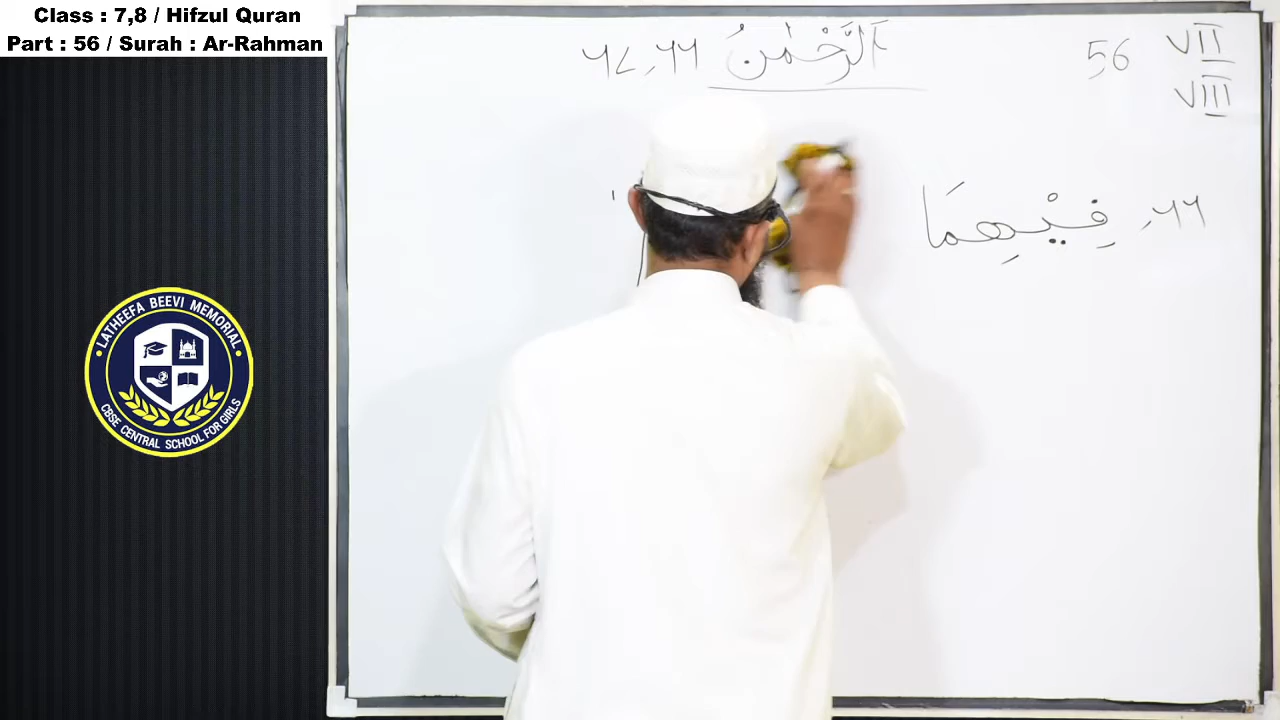 Class : 7,8 / Hifzul Quran
Part : 56 / Surah : Ar-Rahman
LATHEEFA BEEVI MEMORIAL
CBSE CENTRAL SCHOOL FOR GIRLS
VII
VIII
56
اَلرَّحْمٰنُ ٦٦, ٦٧
٦٦, فِيْهِمَا